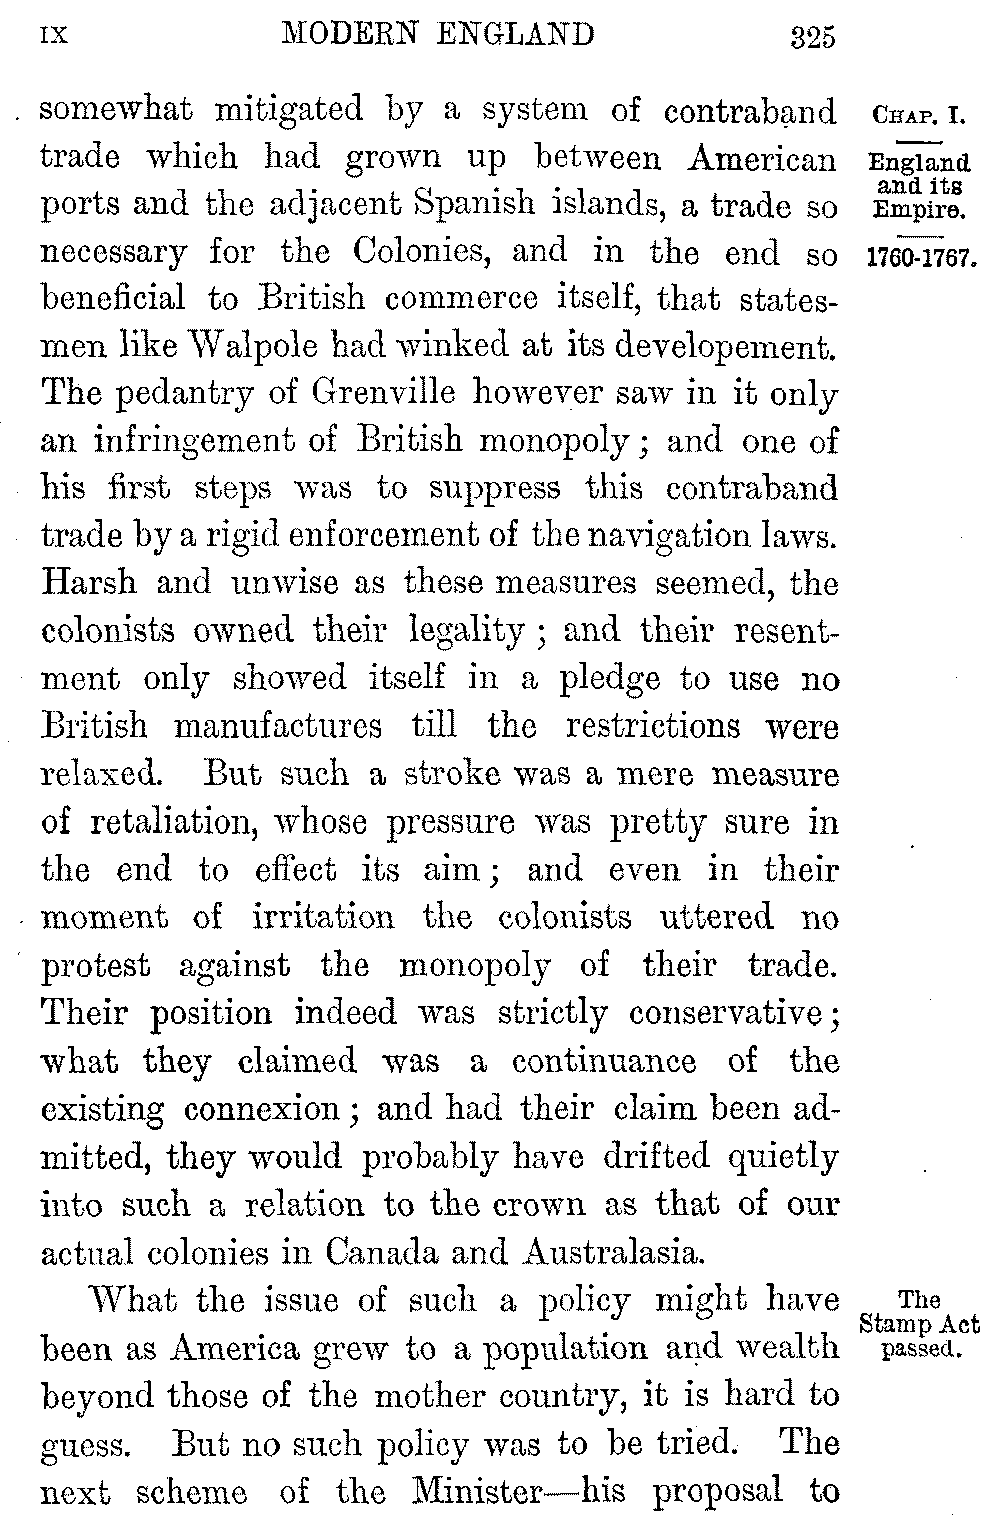 IX MODERN ENGLAND 325
somewhat mitigated by a system of contraband
trade which had grown up between American
ports and the adjacent Spanish islands, a trade so
necessary for the Colonies, and in the end so
beneficial to British commerce itself, that states-
men like Walpole had winked at its developement.
The pedantry of Grenville however saw in it only
an infringement of British monopoly; and one of
his first steps was to suppress this contraband
trade by a rigid enforcement of the navigation laws.
Harsh and unwise as these measures seemed, the
colonists owned their legality; and their resent-
ment only showed itself in a pledge to use no
British manufactures till the restrictions were
relaxed. But such a stroke was a mere measure
of retaliation, whose pressure was pretty sure in
the end to effect its aim; and even in their
moment of irritation the colonists uttered no
protest against the monopoly of their trade.
Their position indeed was strictly conservative;
what they claimed was a continuance of the
existing connexion; and had their claim been ad-
mitted, they would probably have drifted quietly
into such a relation to the crown as that of our
actual colonies in Canada and Australasia.
What the issue of such a policy might have
been as America grew to a population and wealth
beyond those of the mother country, it is hard to
guess. But no such policy was to be tried. The
next scheme of the Minister—his proposal to
CHAP. I.
England
and its
Empire.
1760-1767.
The
Stamp Act
passed.